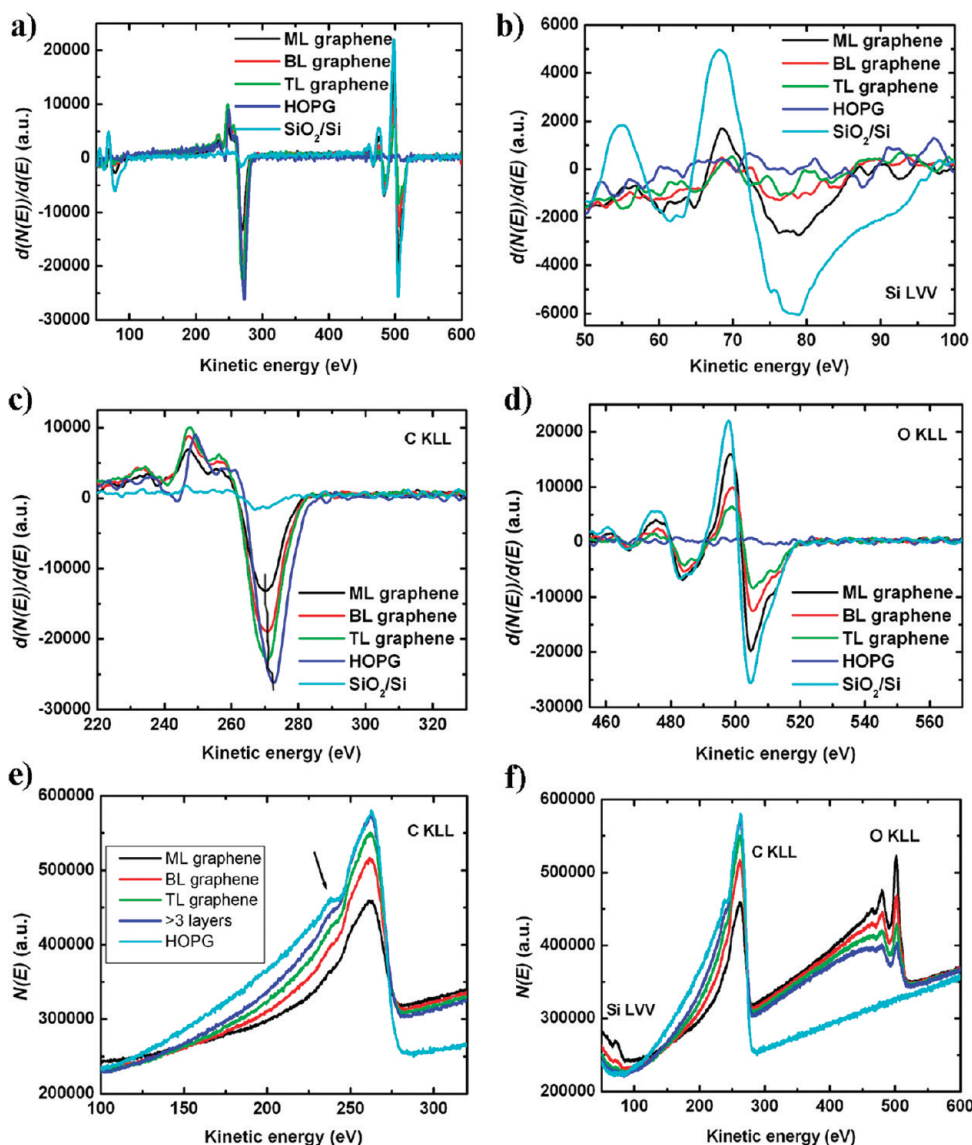 a)
d(N(E))/d(E) (a.u.)
20000
10000
0
-10000
-20000
-30000
ML graphene
BL graphene
TL graphene
HOPG
SiO2/Si
50 100 150 200 250 300 350 400 450 500 550 600
Kinetic energy (eV)
b)
d(N(E))/d(E) (a.u.)
6000
4000
2000
0
-2000
-4000
-6000
ML graphene
BL graphene
TL graphene
HOPG
SiO2/Si
Si LVV
50 60 70 80 90 100
Kinetic energy (eV)
c)
d(N(E))/d(E) (a.u.)
10000
0
-10000
-20000
-30000
C KLL
ML graphene
BL graphene
TL graphene
HOPG
SiO2/Si
220 240 260 280 300 320
Kinetic energy (eV)
d)
d(N(E))/d(E) (a.u.)
20000
10000
0
-10000
-20000
-30000
O KLL
ML graphene
BL graphene
TL graphene
HOPG
SiO2/Si
460 480 500 520 540 560
Kinetic energy (eV)
e)
N(E) (a.u.)
600000
500000
400000
300000
200000
C KLL
ML graphene
BL graphene
TL graphene
>3 layers
HOPG
100 150 200 250 300
Kinetic energy (eV)
f)
N(E) (a.u.)
600000
500000
400000
300000
200000
C KLL
O KLL
Si LVV
100 200 300 400 500 600
Kinetic energy (eV)